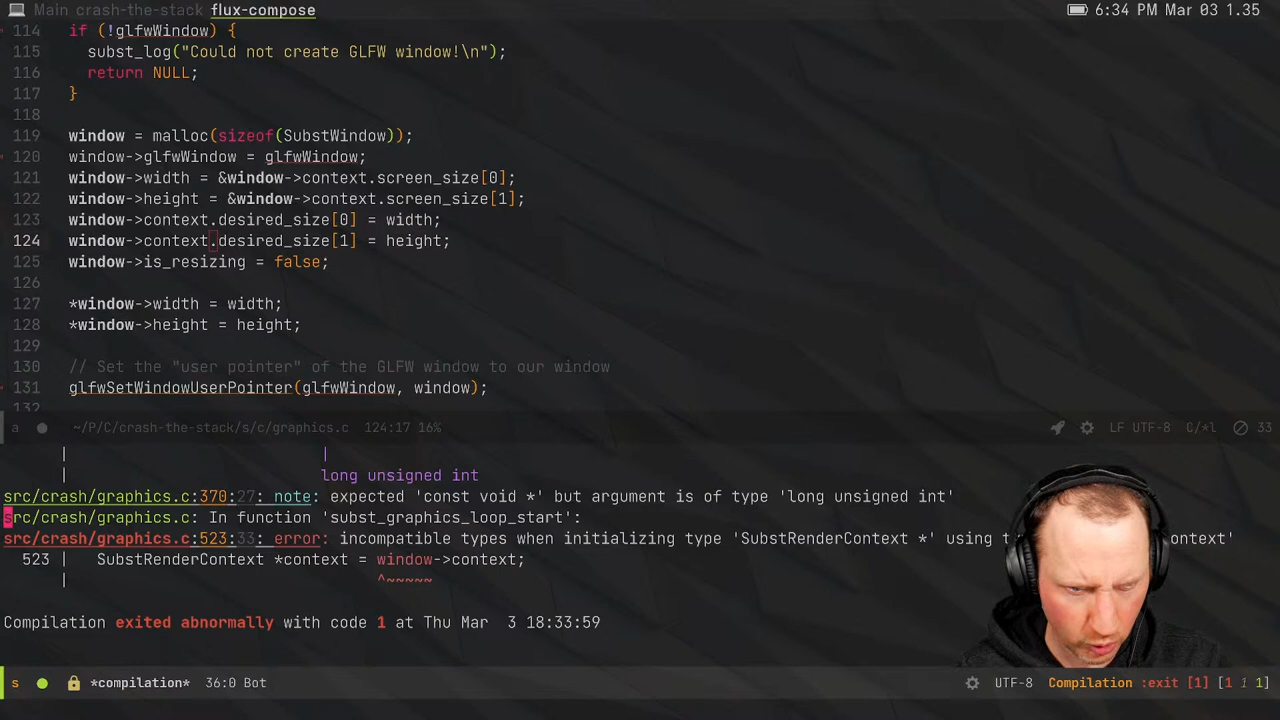 Main crash-the-stack flux-compose
6:34 PM Mar 03 1.35
114 if (!glfwWindow) {
115 subst_log("Could not create GLFW window!\n");
116 return NULL;
117 }
118
119 window = malloc(sizeof(SubstWindow));
120 window->glfwWindow = glfwWindow;
121 window->width = &window->context.screen_size[0];
122 window->height = &window->context.screen_size[1];
123 window->context.desired_size[0] = width;
124 window->context.desired_size[1] = height;
125 window->is_resizing = false;
126
127 *window->width = width;
128 *window->height = height;
129
130 // Set the "user pointer" of the GLFW window to our window
131 glfwSetWindowUserPointer(glfwWindow, window);
132
a ~/P/C/crash-the-stack/s/c/graphics.c 124:17 16% LF UTF-8 C/*l 33
| |
| long unsigned int
src/crash/graphics.c:370:27: note: expected 'const void *' but argument is of type 'long unsigned int'
src/crash/graphics.c: In function 'subst_graphics_loop_start':
src/crash/graphics.c:523:33: error: incompatible types when initializing type 'SubstRenderContext *' using
523 | SubstRenderContext *context = window->context;
| ^~~~~~
Compilation exited abnormally with code 1 at Thu Mar 3 18:33:59
s *compilation* 36:0 Bot UTF-8 Compilation :exit [1] [1 1 1]